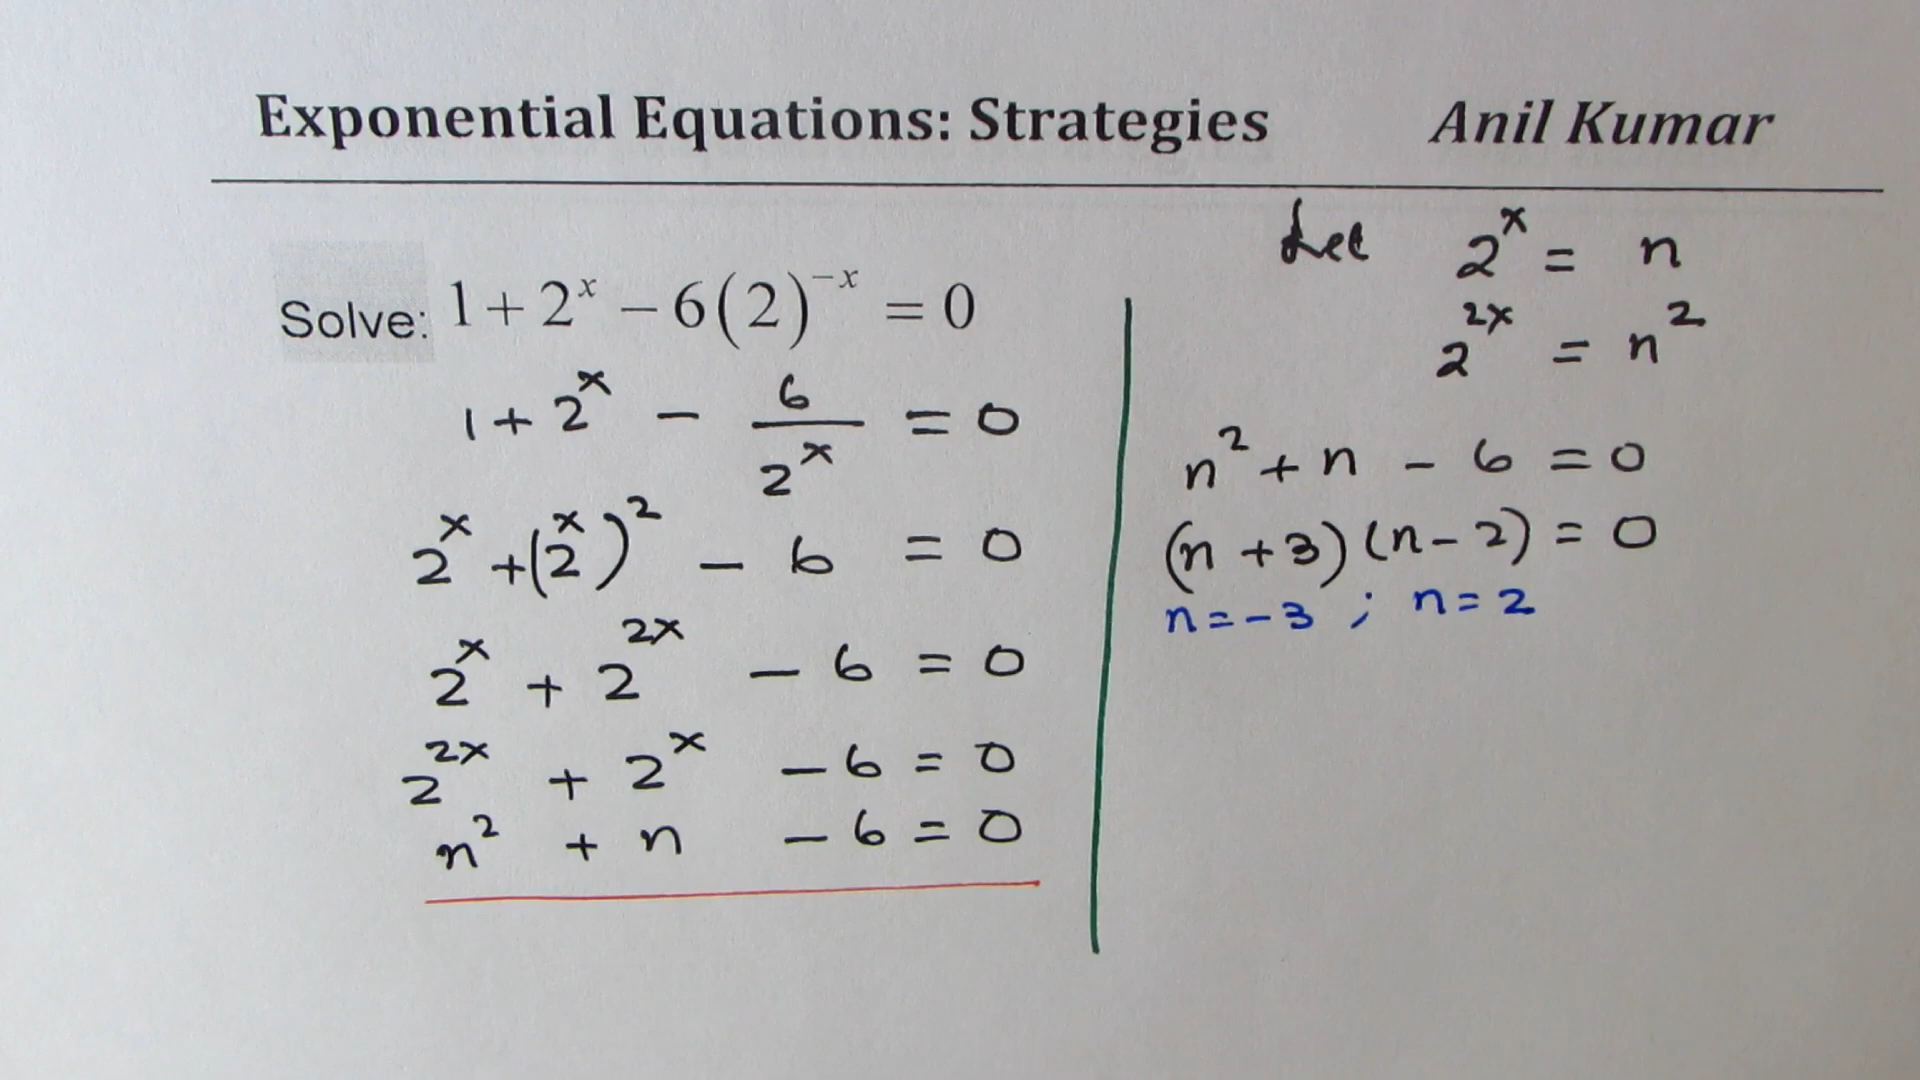 Exponential Equations: Strategies Anil Kumar
Solve: 1 + 2^x − 6(2)^−x = 0
1 + 2^x − 6/2^x = 0
2^x + (2^x)^2 − 6 = 0
2^x + 2^2x − 6 = 0
2^2x + 2^x − 6 = 0
n^2 + n − 6 = 0
Let 2^x = n
2^2x = n^2
n^2 + n − 6 = 0
(n + 3)(n − 2) = 0
n = −3 ; n = 2